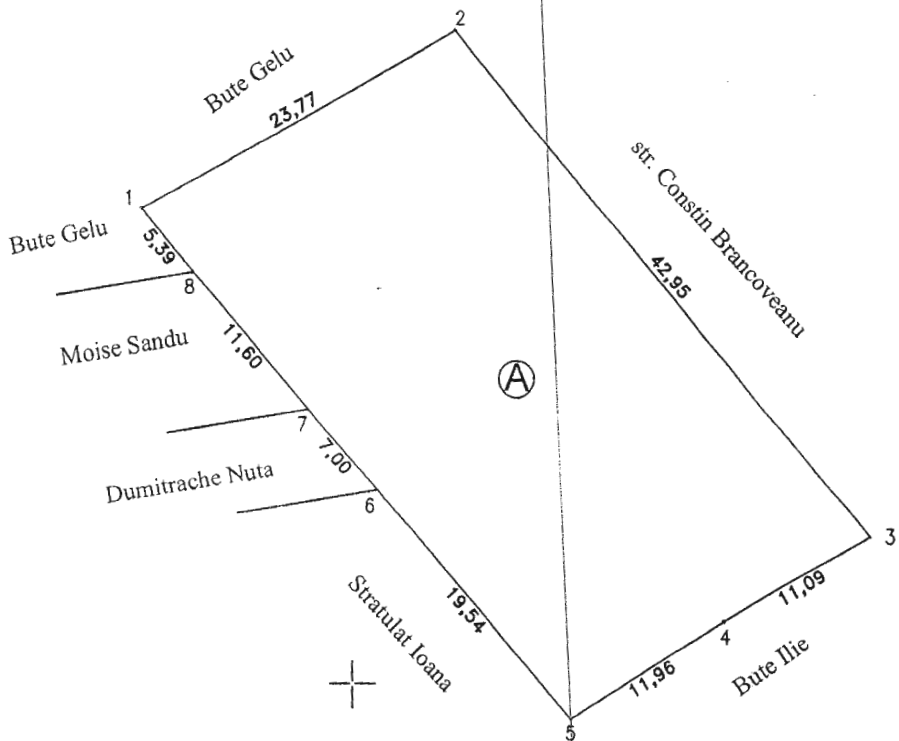 2
Bute Gelu
23,77
str. Constin Brancoveanu
1
Bute Gelu
5,39
8
42,95
Moise Sandu
11,60
A
7
7,00
Dumitrache Nuta
6
3
Stratulat Ioana
19,54
11,09
4
11,96
Bute Ilie
5